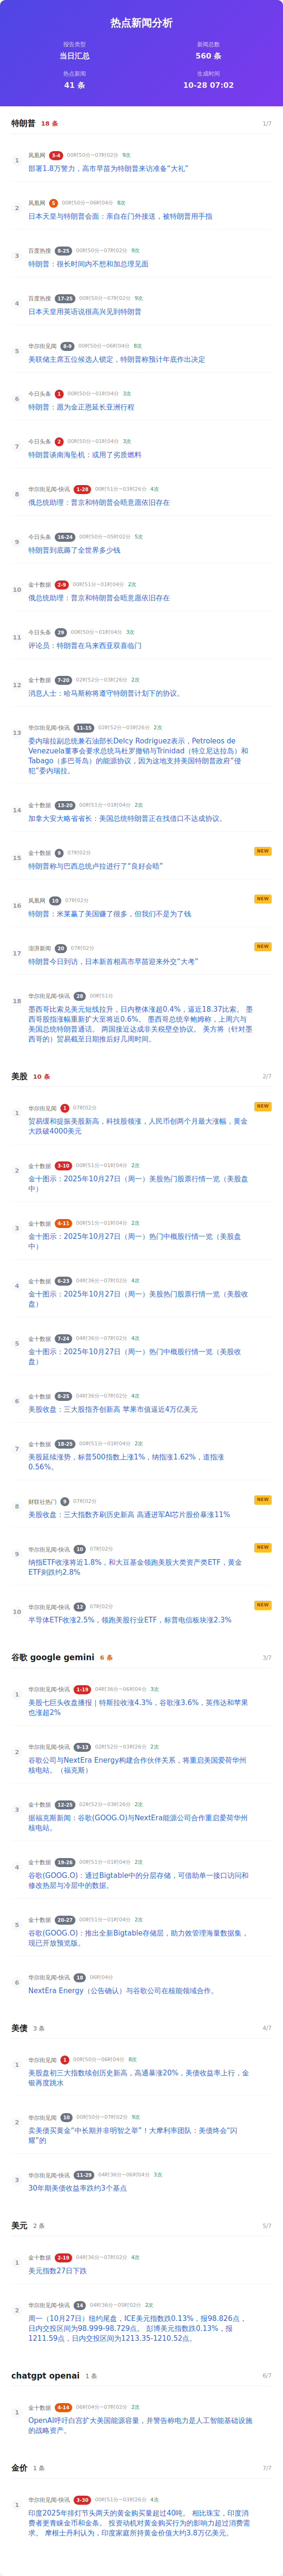 热点新闻分析
报告类型
当日汇总
新闻总数
560 条
热点新闻
41 条
生成时间
10-28 07:02
特朗普 18 条 1/7
1 凤凰网 3-4 00时50分~07时02分 9次
部署1.8万警力，高市早苗为特朗普来访准备“大礼”
2 凤凰网 5 00时50分~06时04分 8次
日本天皇与特朗普会面：亲自在门外接送，被特朗普用手指
3 百度热搜 8-25 00时50分~07时02分 9次
特朗普：很长时间内不想和加总理见面
4 百度热搜 17-25 00时50分~07时02分 9次
日本天皇用英语说很高兴见到特朗普
5 华尔街见闻 8-9 00时50分~06时04分 8次
美联储主席五位候选人锁定，特朗普称预计年底作出决定
6 今日头条 1 00时50分~01时04分 3次
特朗普：愿为金正恩延长亚洲行程
7 今日头条 2 00时50分~01时04分 3次
特朗普谈南海坠机：或用了劣质燃料
8 华尔街见闻-快讯 1-28 00时51分~03时26分 4次
俄总统助理：普京和特朗普会晤意愿依旧存在
9 今日头条 16-24 00时50分~05时02分 5次
特朗普到底薅了全世界多少钱
10 金十数据 2-9 00时51分~01时04分 2次
俄总统助理：普京和特朗普会晤意愿依旧存在
11 今日头条 29 00时50分~01时04分 3次
评论员：特朗普在马来西亚双喜临门
12 金十数据 7-20 02时52分~03时26分 2次
消息人士：哈马斯称将遵守特朗普计划下的协议。
13 华尔街见闻-快讯 11-15 02时52分~03时26分 2次
委内瑞拉副总统兼石油部长Delcy Rodriguez表示，Petroleos de
Venezuela董事会要求总统马杜罗撤销与Trinidad（特立尼达拉岛）和
Tabago（多巴哥岛）的能源协议，因为这地支持美国特朗普政府“侵
犯”委内瑞拉。
14 金十数据 13-20 00时51分~01时04分 2次
加拿大安大略省省长：美国总统特朗普正在找借口不达成协议。
15 金十数据 9 07时02分 NEW
特朗普称与巴西总统卢拉进行了“良好会晤”
16 凤凰网 10 07时02分 NEW
特朗普：米莱赢了美国赚了很多，但我们不是为了钱
17 澎湃新闻 20 07时02分 NEW
特朗普今日到访，日本新首相高市早苗迎来外交“大考”
18 华尔街见闻-快讯 28 00时51分
墨西哥比索兑美元短线拉升，日内整体涨超0.4%，逼近18.37比索。 墨西
哥股指涨幅重新扩大至将近0.6%。 墨西哥总统辛鲍姆称，上周六与
美国总统特朗普通话。 两国接近达成非关税壁垒协议。 美方将（针对墨
西哥的）贸易截至日期推后好几周时间。
美股 10 条 2/7
1 华尔街见闻 1 07时02分 NEW
贸易缓和提振美股新高，科技股领涨，人民币创两个月最大涨幅，黄金
大跌破4000美元
2 金十数据 3-10 00时51分~01时04分 2次
金十图示：2025年10月27日（周一）美股热门股票行情一览（美股盘
中）
3 金十数据 4-11 00时51分~01时04分 2次
金十图示：2025年10月27日（周一）热门中概股行情一览（美股盘
中）
4 金十数据 6-23 04时36分~07时02分 4次
金十图示：2025年10月27日（周一）美股热门股票行情一览（美股收
盘）
5 金十数据 7-24 04时36分~07时02分 4次
金十图示：2025年10月27日（周一）热门中概股行情一览（美股收
盘）
6 金十数据 8-25 04时36分~07时02分 4次
美股收盘：三大股指齐创新高 苹果市值逼近4万亿美元
7 金十数据 18-25 00时51分~01时04分 2次
美股延续涨势，标普500指数上涨1%，纳指涨1.62%，道指涨
0.56%。
8 财联社热门 9 07时02分 NEW
美股收盘：三大指数齐刷历史新高 高通进军AI芯片股价暴涨11%
9 华尔街见闻-快讯 10 07时02分 NEW
纳指ETF收涨将近1.8%，和大豆基金领跑美股大类资产类ETF，黄金
ETF则跌约2.8%
10 华尔街见闻-快讯 12 07时02分 NEW
半导体ETF收涨2.5%，领跑美股行业ETF，标普电信板块涨2.3%
谷歌 google gemini 6 条 3/7
1 华尔街见闻-快讯 1-19 04时36分~06时04分 3次
美股七巨头收盘播报｜特斯拉收涨4.3%，谷歌涨3.6%，英伟达和苹果
也涨超2%
2 华尔街见闻-快讯 9-13 02时52分~03时26分 2次
谷歌公司与NextEra Energy构建合作伙伴关系，将重启美国爱荷华州
核电站。（福克斯）
3 金十数据 12-25 02时52分~03时26分 2次
据福克斯新闻：谷歌(GOOG.O)与NextEra能源公司合作重启爱荷华州
核电站。
4 金十数据 19-26 00时51分~01时04分 2次
谷歌(GOOG.O)：通过Bigtable中的分层存储，可借助单一接口访问和
修改热层与冷层中的数据。
5 金十数据 20-27 00时51分~01时04分 2次
谷歌(GOOG.O)：推出全新Bigtable存储层，助力效管理海量数据集，
现已开放预览版。
6 华尔街见闻-快讯 18 06时04分
NextEra Energy（公告确认）与谷歌公司在核能领域合作。
美债 3 条 4/7
1 华尔街见闻 1 00时50分~06时04分 8次
美股盘初三大指数续创历史新高，高通暴涨20%，美债收益率上行，金
银再度跳水
2 华尔街见闻 10 00时50分~07时02分 9次
卖美债买黄金“中长期并非明智之举”！大摩利率团队：美债终会“闪
耀”的
3 华尔街见闻-快讯 11-29 04时36分~06时04分 3次
30年期美债收益率跌约3个基点
美元 2 条 5/7
1 金十数据 2-19 04时36分~07时02分 4次
美元指数27日下跌
2 华尔街见闻-快讯 16 04时36分~05时02分 2次
周一（10月27日）纽约尾盘，ICE美元指数跌0.13%，报98.826点，
日内交投区间为98.999-98.729点。 彭博美元指数跌0.13%，报
1211.59点，日内交投区间为1213.35-1210.52点。
chatgpt openai 1 条 6/7
1 金十数据 4-14 06时04分~07时02分 2次
OpenAI呼吁白宫扩大美国能源容量，并警告称电力是人工智能基础设施
的战略资产。
金价 1 条 7/7
1 华尔街见闻-快讯 3-30 00时51分~03时26分 4次
印度2025年排灯节头两天的黄金购买量超过40吨。 相比珠宝，印度消
费者更青睐金币和金条。 投资动机对黄金购买行为的影响力超过消费需
求。 摩根士丹利认为，印度家庭所持黄金价值大约3.8万亿美元。